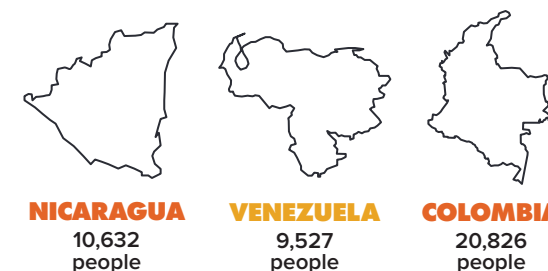 NICARAGUA
10,632
people
VENEZUELA
9,527
people
COLOMBIA
20,826
people